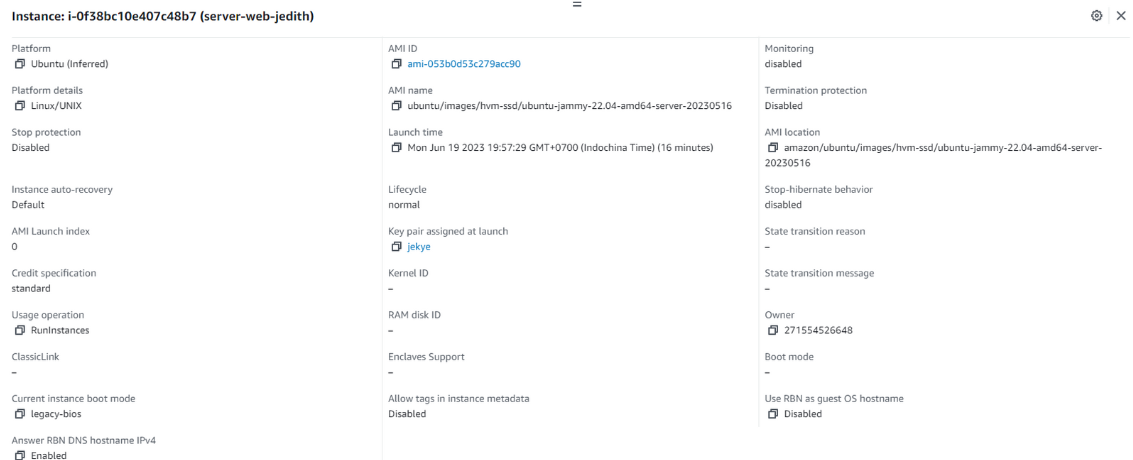 Instance: i-0f38bc10e407c48b7 (server-web-jedith)
Platform
Ubuntu (Inferred)
AMI ID
ami-053b0d53c279acc90
Monitoring
disabled
Platform details
Linux/UNIX
AMI name
ubuntu/images/hvm-ssd/ubuntu-jammy-22.04-amd64-server-20230516
Termination protection
Disabled
Stop protection
Disabled
Launch time
Mon Jun 19 2023 19:57:29 GMT+0700 (Indochina Time) (16 minutes)
AMI location
amazon/ubuntu/images/hvm-ssd/ubuntu-jammy-22.04-amd64-server-
20230516
Instance auto-recovery
Default
Lifecycle
normal
Stop-hibernate behavior
disabled
AMI Launch index
0
Key pair assigned at launch
jekye
State transition reason
–
Credit specification
standard
Kernel ID
–
State transition message
–
Usage operation
RunInstances
RAM disk ID
–
Owner
271554526648
ClassicLink
–
Enclaves Support
–
Boot mode
–
Current instance boot mode
legacy-bios
Allow tags in instance metadata
Disabled
Use RBN as guest OS hostname
Disabled
Answer RBN DNS hostname IPv4
Enabled